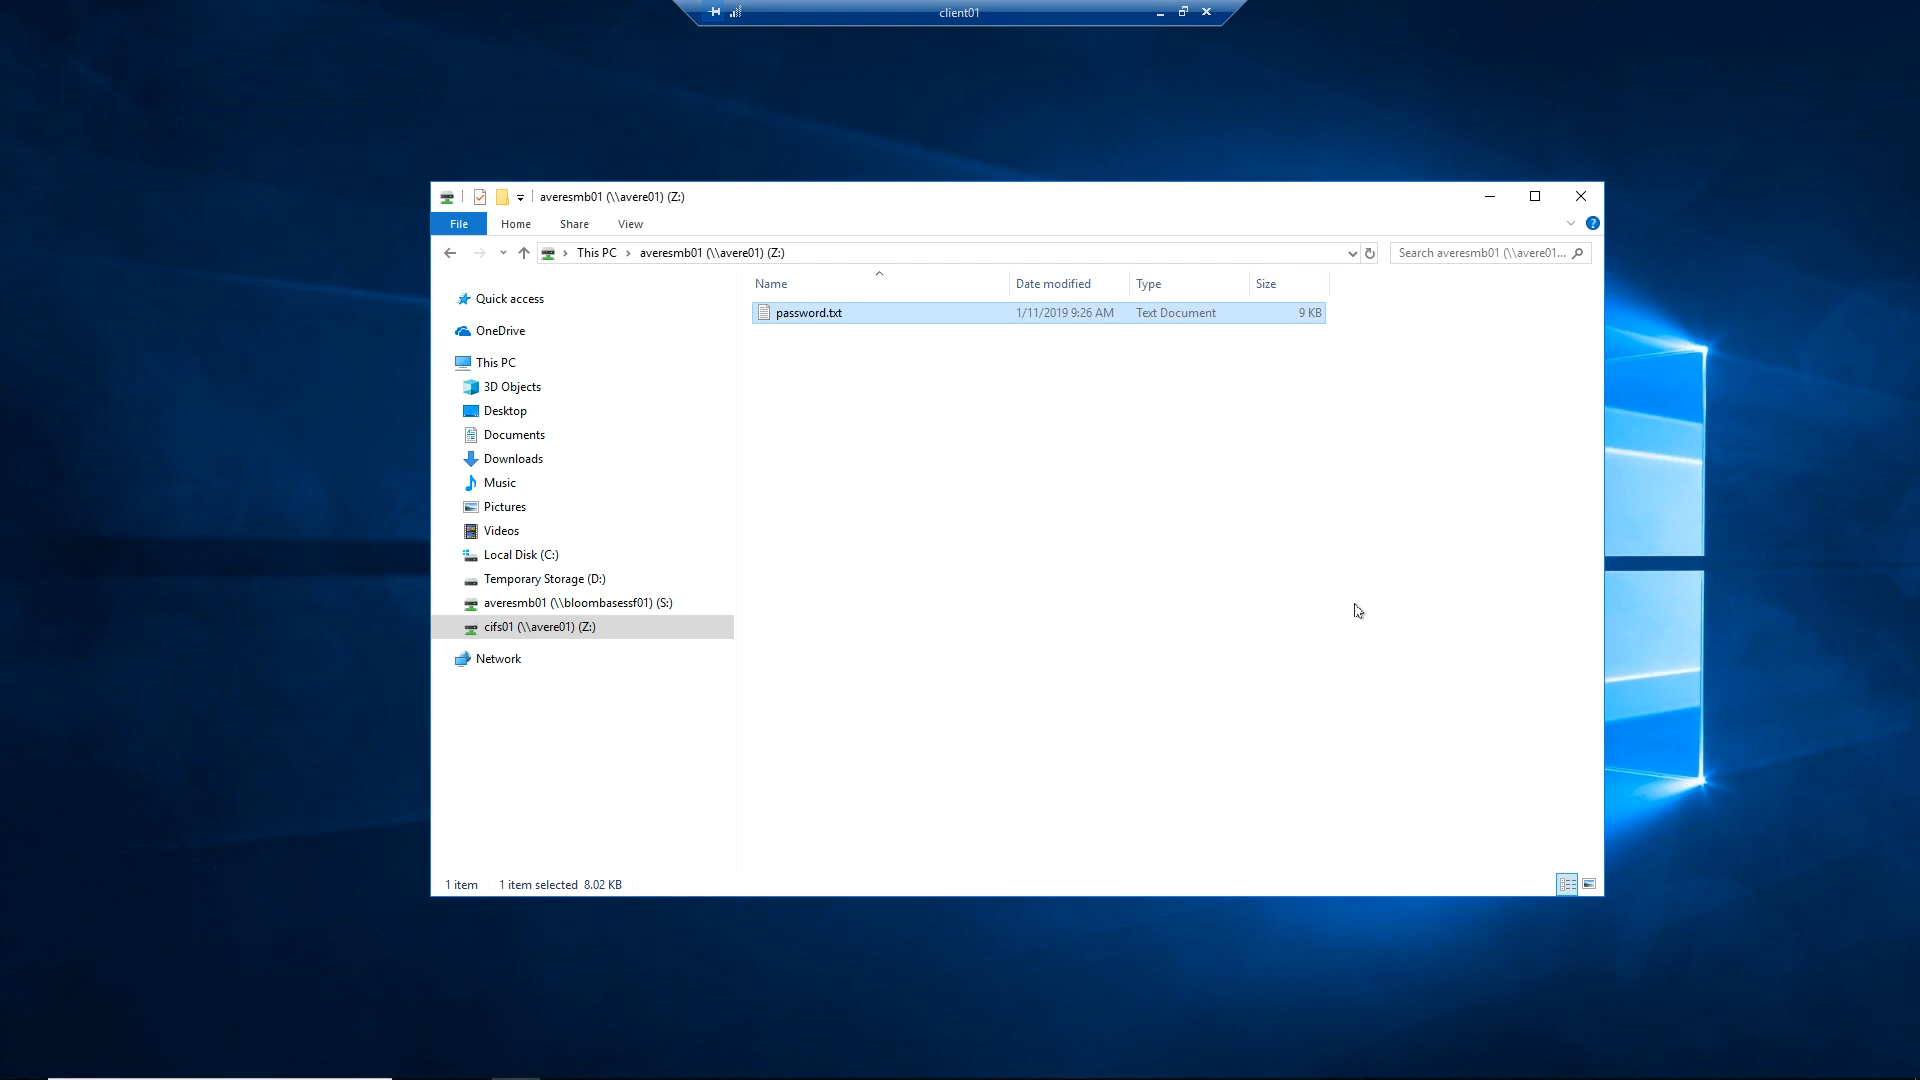 client01
averesmb01 (\\avere01) (Z:)
File Home Share View
This PC averesmb01 (\\avere01) (Z:) Search averesmb01 (\\avere01...
Name Date modified Type Size
password.txt 1/11/2019 9:26 AM Text Document 9 KB
Quick access
OneDrive
This PC
3D Objects
Desktop
Documents
Downloads
Music
Pictures
Videos
Local Disk (C:)
Temporary Storage (D:)
averesmb01 (\\bloombasessf01) (S:)
cifs01 (\\avere01) (Z:)
Network
1 item 1 item selected 8.02 KB